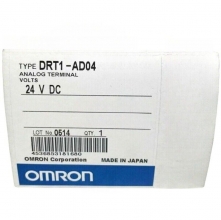 TYPE DRT1-AD04
ANALOG TERMINAL
VOLTS
24 V DC
LOT No 0514 QTY 1
4536853181680
OMRON Corporation MADE IN JAPAN
OMRON